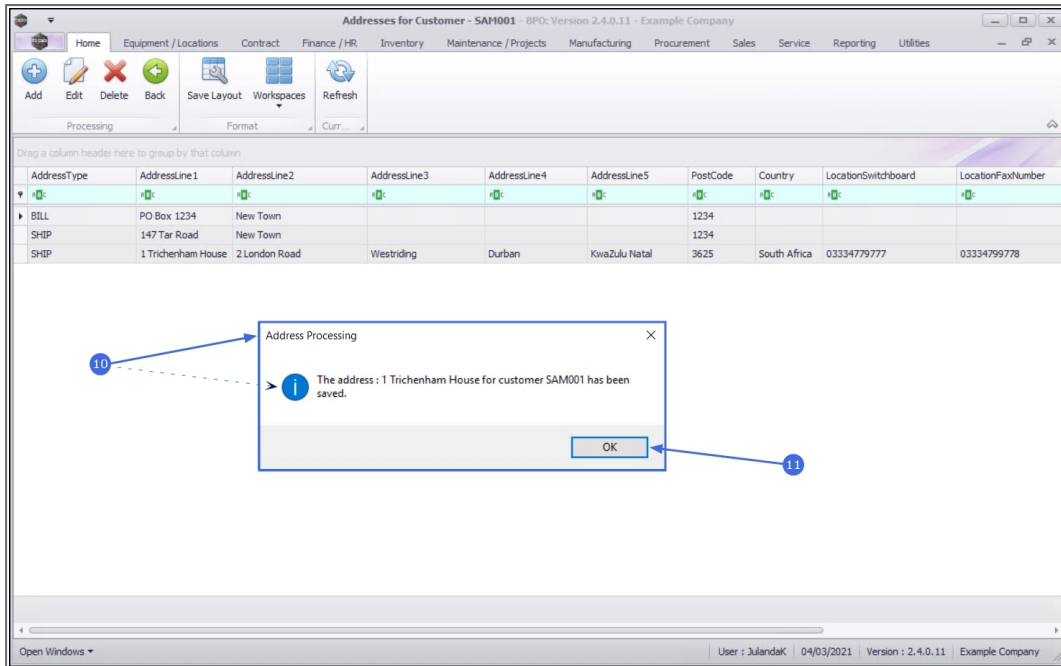 Addresses for Customer - SAM001 - BPO: Version 2.4.0.11 - Example Company
Home Equipment / Locations Contract Finance / HR Inventory Maintenance / Projects Manufacturing Procurement Sales Service Reporting Utilities
Add Edit Delete Back Save Layout Workspaces Refresh
Processing Format Curr...
Drag a column header here to group by that column
AddressType AddressLine1 AddressLine2 AddressLine3 AddressLine4 AddressLine5 PostCode Country LocationSwitchboard LocationFaxNumber
BILL PO Box 1234 New Town 1234
SHIP 147 Tar Road New Town 1234
SHIP 1 Trichenham House 2 London Road Westriding Durban KwaZulu Natal 3625 South Africa 03334779777 03334799778
Address Processing
10
The address : 1 Trichenham House for customer SAM001 has been
saved.
OK
11
Open Windows User : JulandaK 04/03/2021 Version : 2.4.0.11 Example Company